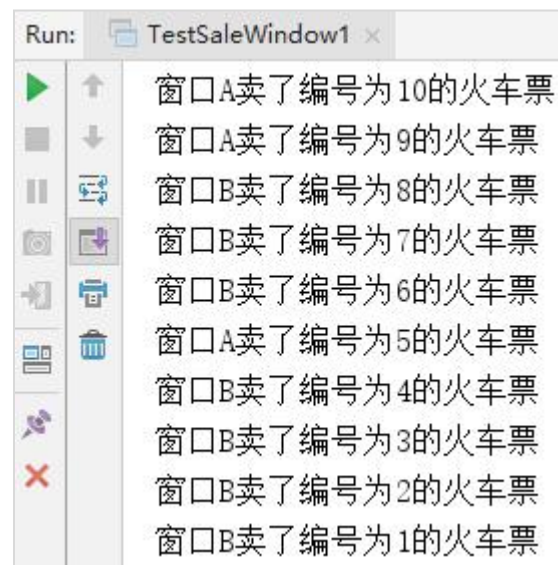 Run: TestSaleWindow1
窗口A卖了编号为10的火车票
窗口A卖了编号为9的火车票
窗口B卖了编号为8的火车票
窗口B卖了编号为7的火车票
窗口B卖了编号为6的火车票
窗口A卖了编号为5的火车票
窗口B卖了编号为4的火车票
窗口B卖了编号为3的火车票
窗口B卖了编号为2的火车票
窗口B卖了编号为1的火车票